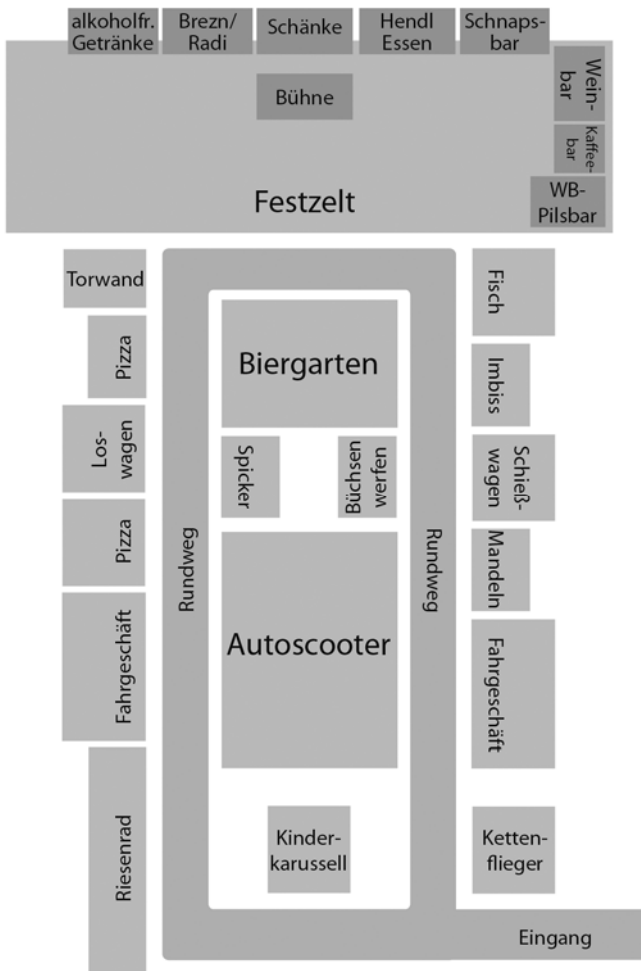 alkoholfr.
Getränke
Brezn/
Radi
Schänke
Hendl
Essen
Schnaps-
bar
Wein-
bar
Kaffee-
bar
WB-
Pilsbar
Bühne
Festzelt
Torwand
Pizza
Los-
wagen
Pizza
Fahrgeschäft
Riesenrad
Rundweg
Biergarten
Spicker
Büchsen
werfen
Autoscooter
Kinder-
karussell
Rundweg
Fisch
Imbiss
Schieß-
wagen
Mandeln
Fahrgeschäft
Ketten-
flieger
Eingang